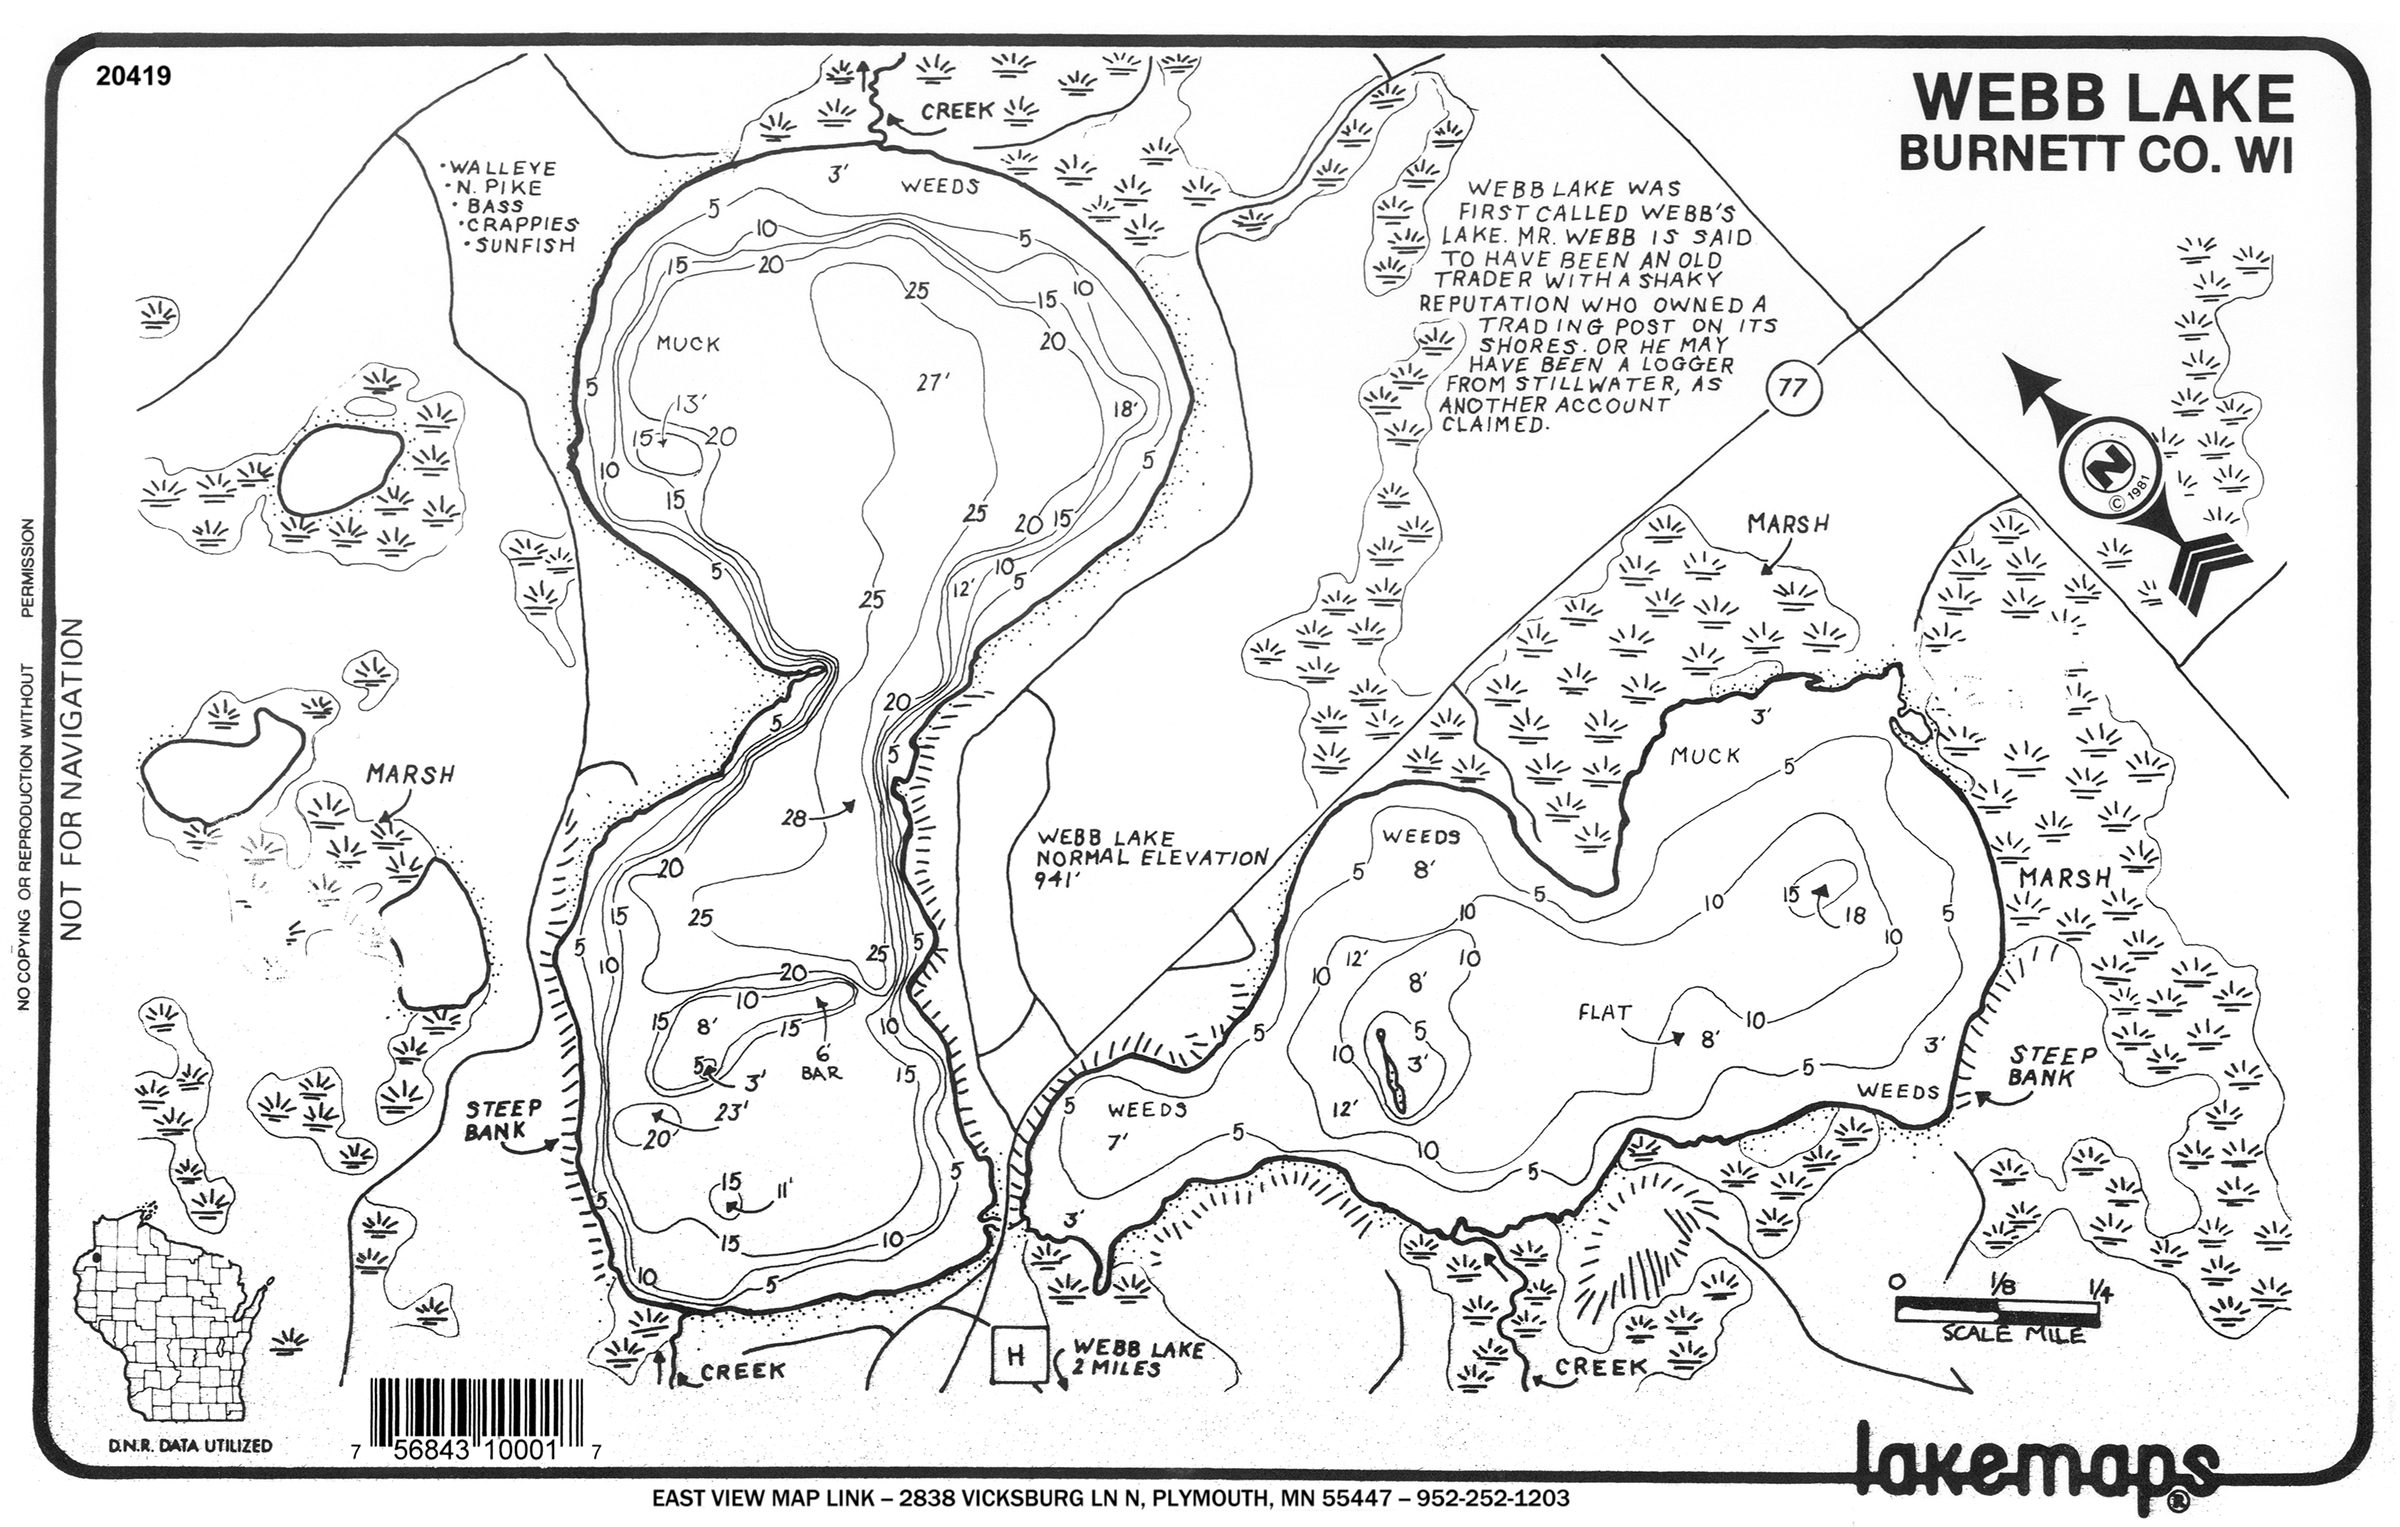 20419
WEBB LAKE
BURNETT CO. WI
•WALLEYE
•N. PIKE
•BASS
•CRAPPIES
•SUNFISH
CREEK
WEBB LAKE WAS
FIRST CALLED WEBB'S
LAKE. MR. WEBB IS SAID
TO HAVE BEEN AN OLD
TRADER WITH A SHAKY
REPUTATION WHO OWNED A
TRADING POST ON ITS
SHORES. OR HE MAY
HAVE BEEN A LOGGER
FROM STILLWATER, AS
ANOTHER ACCOUNT
CLAIMED.
77
N
© 1981
3'
WEEDS
5
10
5
15
20
25
15
10
MUCK
20
27'
5
13'
18'
15
20
10
5
15
25
20
15
5
10
12'
5
25
20
5
5
28
20
15
25
5
10
25
5
20
10
15
8'
15
10
6'
BAR
5
3'
15
23'
20'
15
11'
5
5
15
10
10
5
MARSH
MARSH
MARSH
STEEP
BANK
WEBB LAKE
NORMAL ELEVATION
941'
3'
MUCK
5
WEEDS
8'
5
5
10
10
15
18
5
10
12'
10
10
8'
FLAT
8'
10
5
5
3'
10
12'
3'
5
WEEDS
STEEP
BANK
5
WEEDS
7'
5
10
5
3'
H
WEBB LAKE
2 MILES
CREEK
CREEK
0 1/8 1/4
SCALE MILE
NO COPYING OR REPRODUCTION WITHOUT PERMISSION
NOT FOR NAVIGATION
D.N.R. DATA UTILIZED
7 56843 10001 7
lakemaps®
EAST VIEW MAP LINK – 2838 VICKSBURG LN N, PLYMOUTH, MN 55447 – 952-252-1203